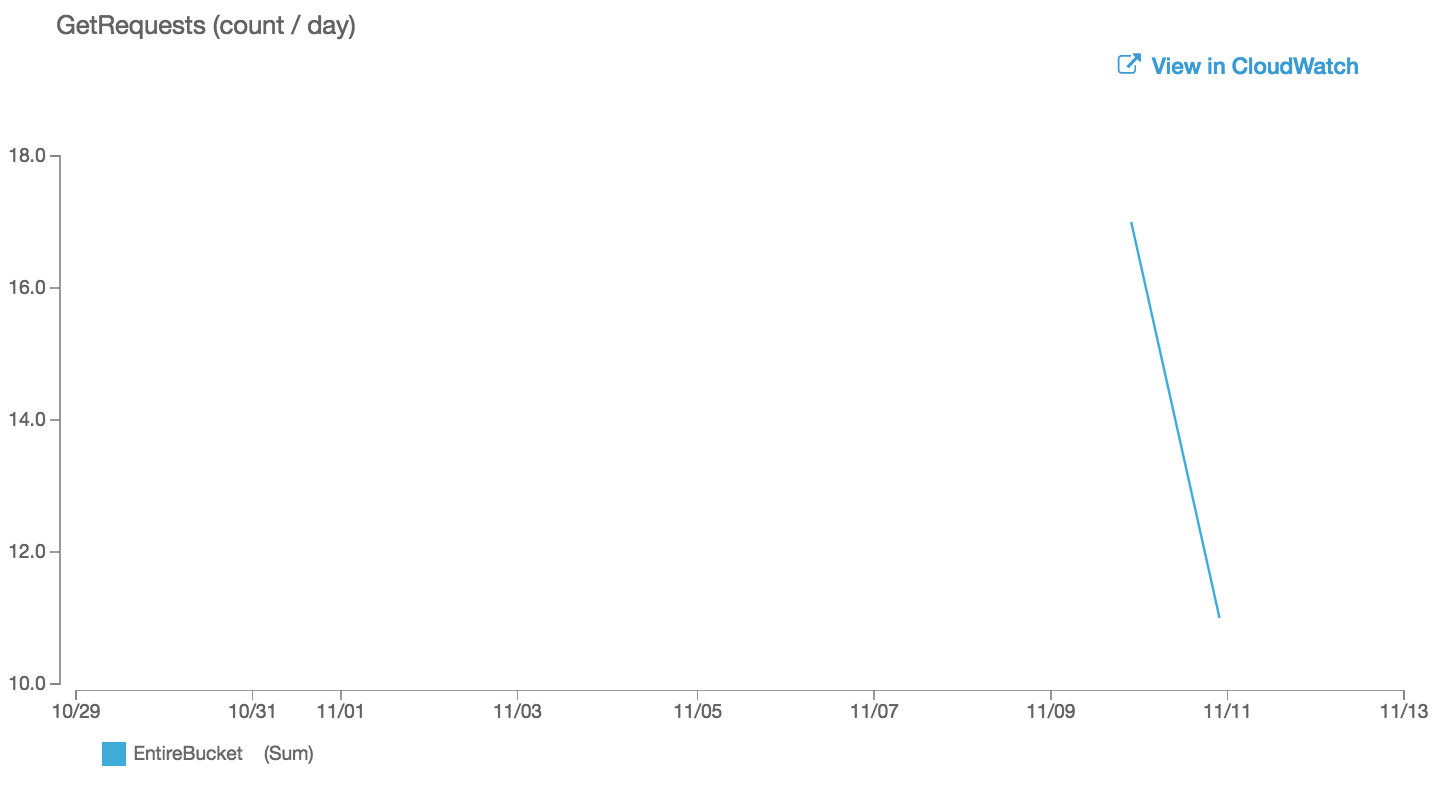 GetRequests (count / day)
View in CloudWatch
18.0
16.0
14.0
12.0
10.0
10/29 10/31 11/01 11/03 11/05 11/07 11/09 11/11 11/13
EntireBucket (Sum)